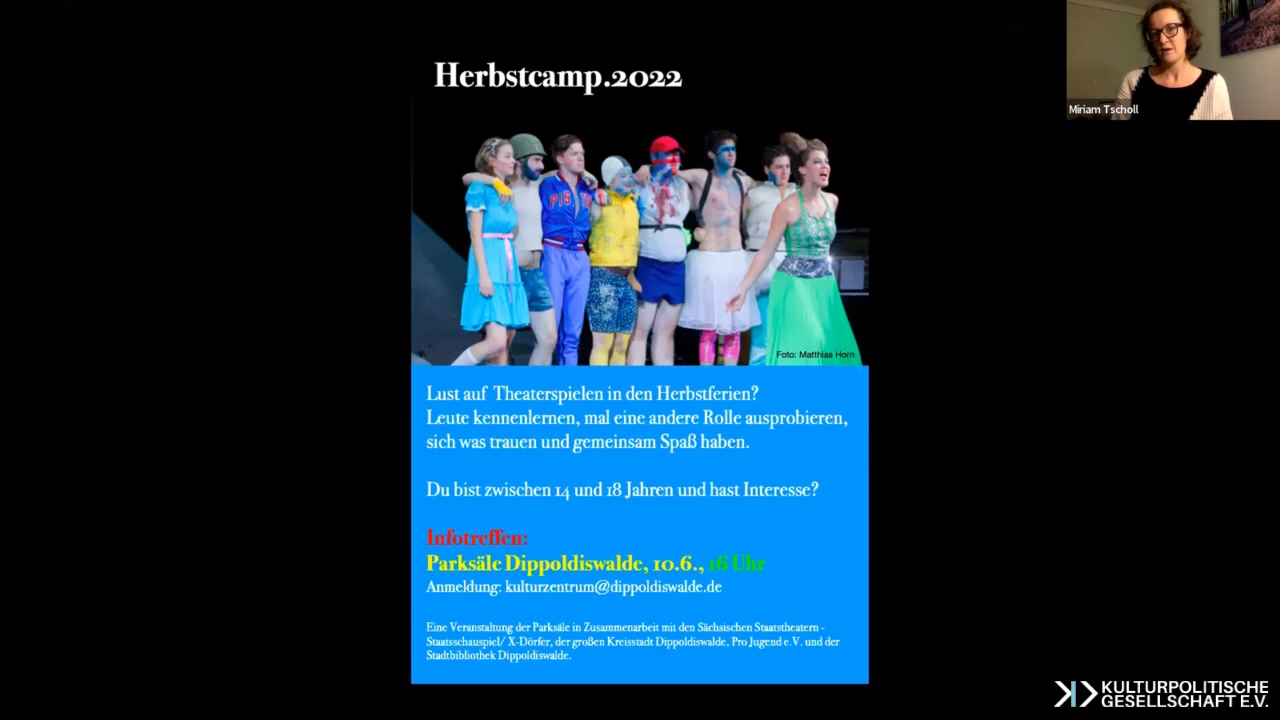 Herbstcamp.2022
Miriam Tscholl
Foto: Matthias Horn
Lust auf Theaterspielen in den Herbstferien?
Leute kennenlernen, mal eine andere Rolle ausprobieren,
sich was trauen und gemeinsam Spaß haben.
Du bist zwischen 14 und 18 Jahren und hast Interesse?
Infotreffen:
Parksäle Dippoldiswalde, 10.6., 16 Uhr
Anmeldung: kulturzentrum@dippoldiswalde.de
Eine Veranstaltung der Parksäle in Zusammenarbeit mit den Sächsischen Staatstheatern -
Staatsschauspiel/ X-Dörfer, der großen Kreisstadt Dippoldiswalde, Pro Jugend e.V. und der
Stadtbibliothek Dippoldiswalde.
KULTURPOLITISCHE
GESELLSCHAFT E.V.